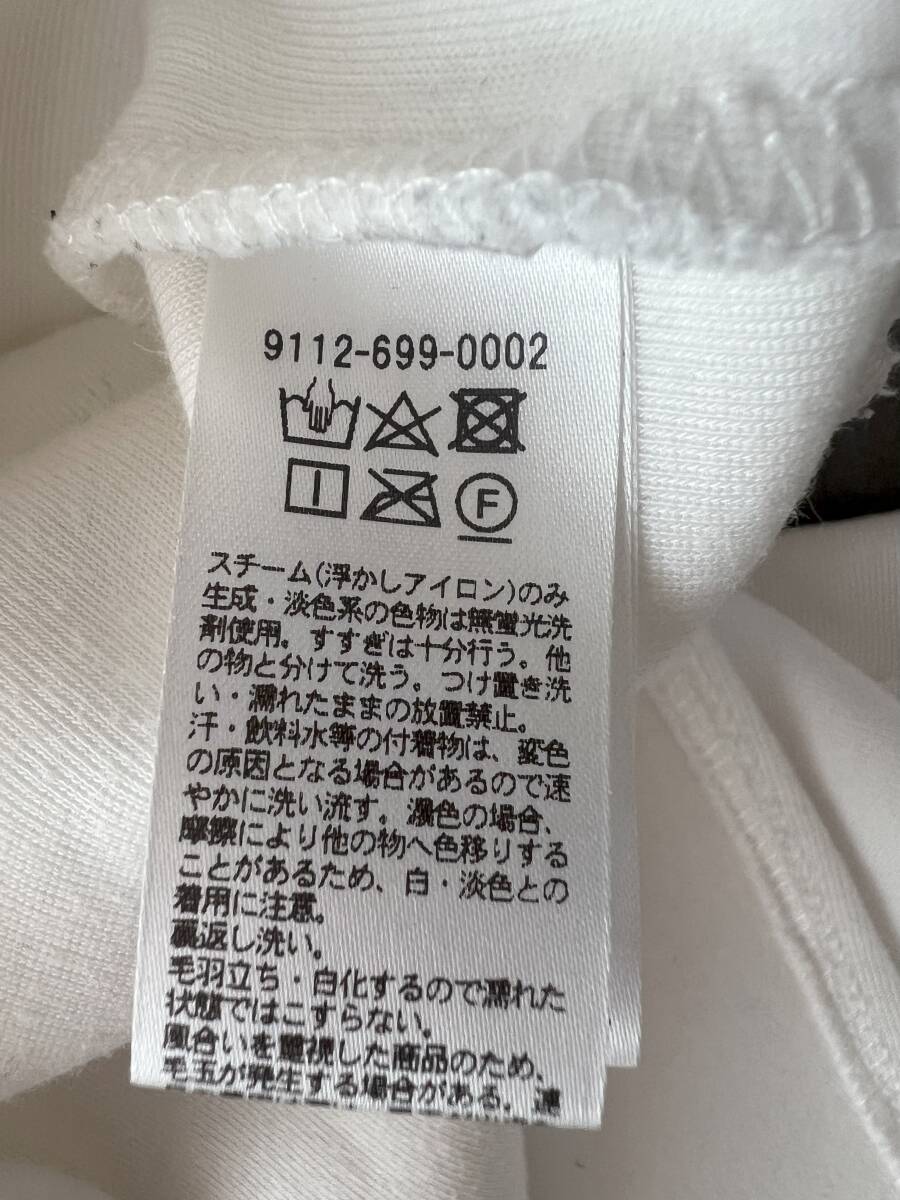 9112-699-0002
F
スチーム(浮かしアイロン)のみ
生成・淡色系の色物は無蛍光洗
剤使用。すすぎは十分行う。他
の物と分けて洗う。つけ置き洗
い・濡れたままの放置禁止。
汗・飲料水等の付着物は、変色
の原因となる場合があるので速
やかに洗い流す。濃色の場合、
摩擦により他の物へ色移りする
ことがあるため、白・淡色との
着用に注意。
裏返し洗い。
毛羽立ち・白化するので濡れた
状態ではこすらない。
風合いを重視した商品のため、
毛玉が発生する場合がある。連